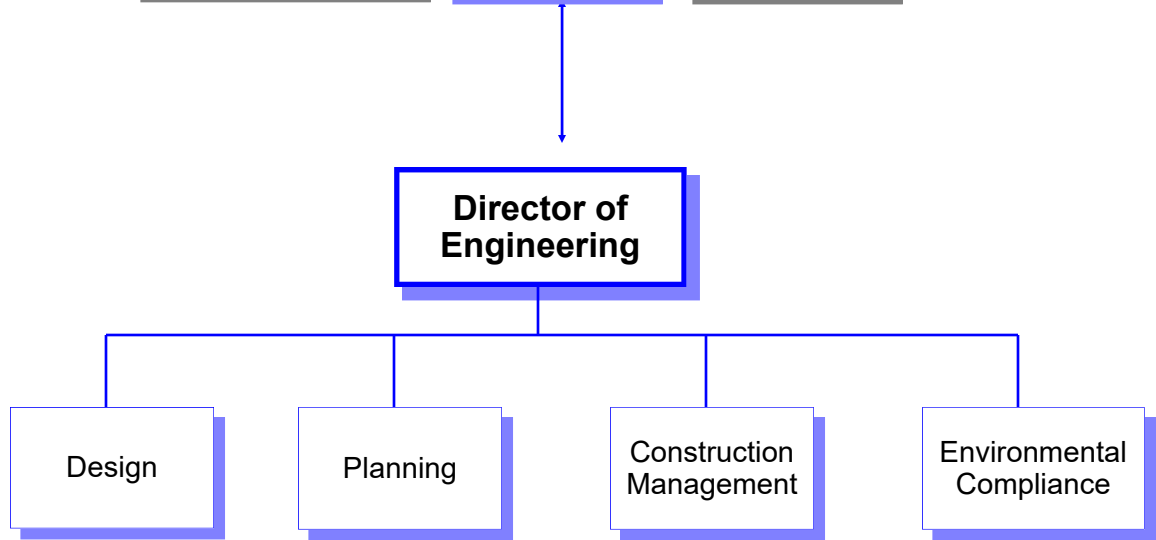 Director of
Engineering
Design
Planning
Construction
Management
Environmental
Compliance